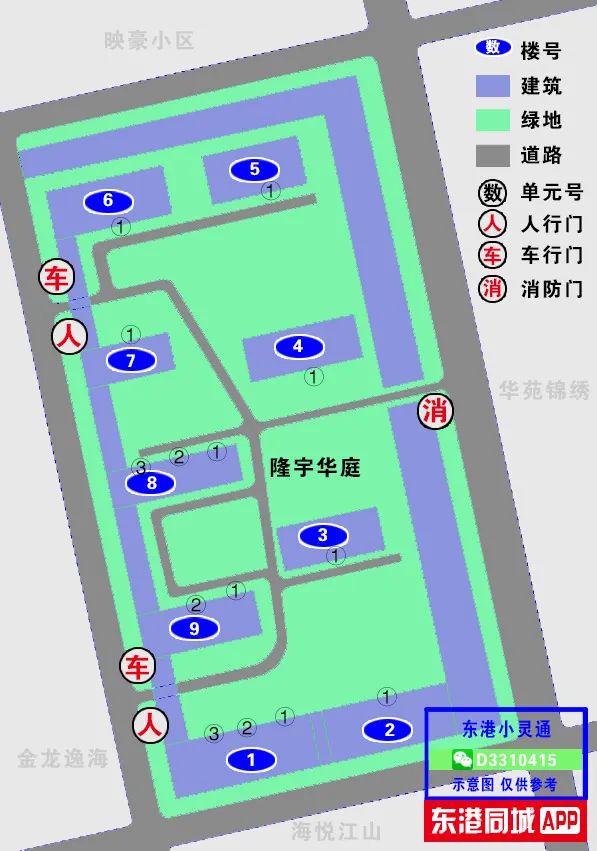 映豪小区
数 楼号
建筑
绿地
道路
数 单元号
人 人行门
车 车行门
消 消防门
5
①
6
①
车
人
①
7
4
①
华苑锦绣
消
隆宇华庭
③ ② ①
8
3
①
② ①
9
车
人
金龙逸海
③ ② ①
1
①
2
东港小灵通
D3310415
示意图 仅供参考
东港同城APP
海悦江山